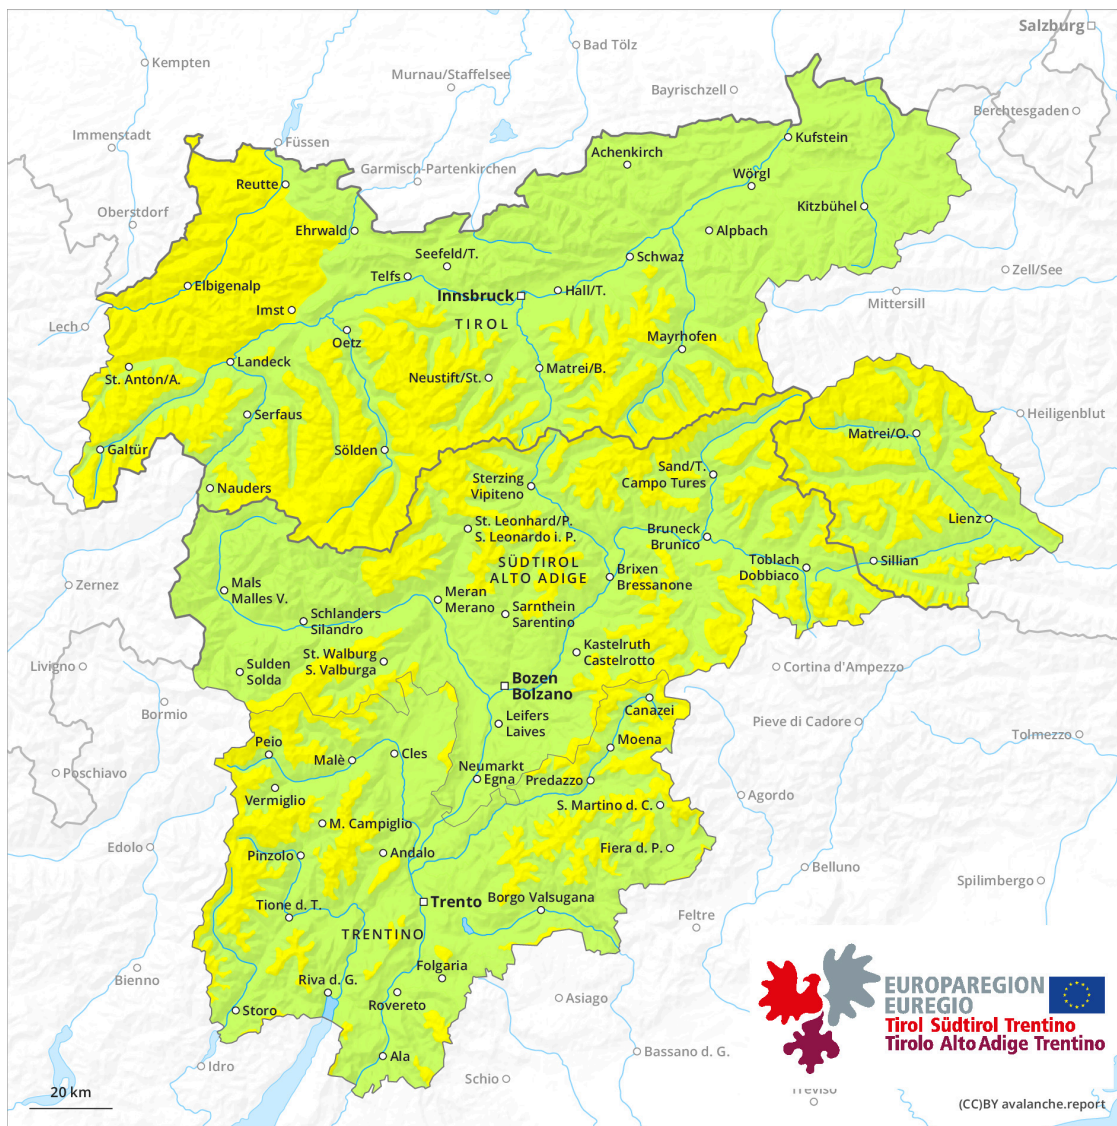 Salzburg
Kempten
Bad Tölz
Murnau/Staffelsee
Bayrischzell
Berchtesgaden
Immenstadt
Füssen
Kufstein
Achenkirch
Garmisch-Partenkirchen
Reutte
Wörgl
Oberstdorf
Kitzbühel
Ehrwald
Alpbach
Seefeld/T.
Schwaz
Zell/See
Telfs
Elbigenalp
Hall/T.
Innsbruck
Mittersill
Imst
TIROL
Lech
Oetz
Mayrhofen
Landeck
Matrei/B.
St. Anton/A.
Neustift/St.
Serfaus
Heiligenblut
Matrei/O.
Galtür
Sölden
Sand/T.
Campo Tures
Sterzing
Vipiteno
Nauders
Lienz
St. Leonhard/P.
S. Leonardo i. P.
Bruneck
Brunico
SÜDTIROL
ALTO ADIGE
Toblach
Dobbiaco
Sillian
Brixen
Bressanone
Zernez
Mals
Malles V.
Meran
Merano
Sarnthein
Sarentino
Schlanders
Silandro
Kastelruth
Castelrotto
St. Walburg
S. Valburga
Livigno
Sulden
Solda
Cortina d'Ampezzo
Bozen
Bolzano
Bormio
Canazei
Leifers
Laives
Pieve di Cadore
Tolmezzo
Peio
Moena
Cles
Malè
Poschiavo
Neumarkt
Egna
Predazzo
Vermiglio
Agordo
S. Martino d. C.
M. Campiglio
Edolo
Pinzolo
Andalo
Fiera d. P.
Belluno
Spilimbergo
Tione d. T.
Trento
Borgo Valsugana
Feltre
TRENTINO
Bienno
Folgaria
Riva d. G.
Rovereto
Asiago
Storo
Ala
Bassano d. G.
Idro
Schio
Treviso
EUROPAREGION
EUREGIO
Tirol Südtirol Trentino
Tirolo Alto Adige Trentino
20 km
(CC)BY avalanche.report